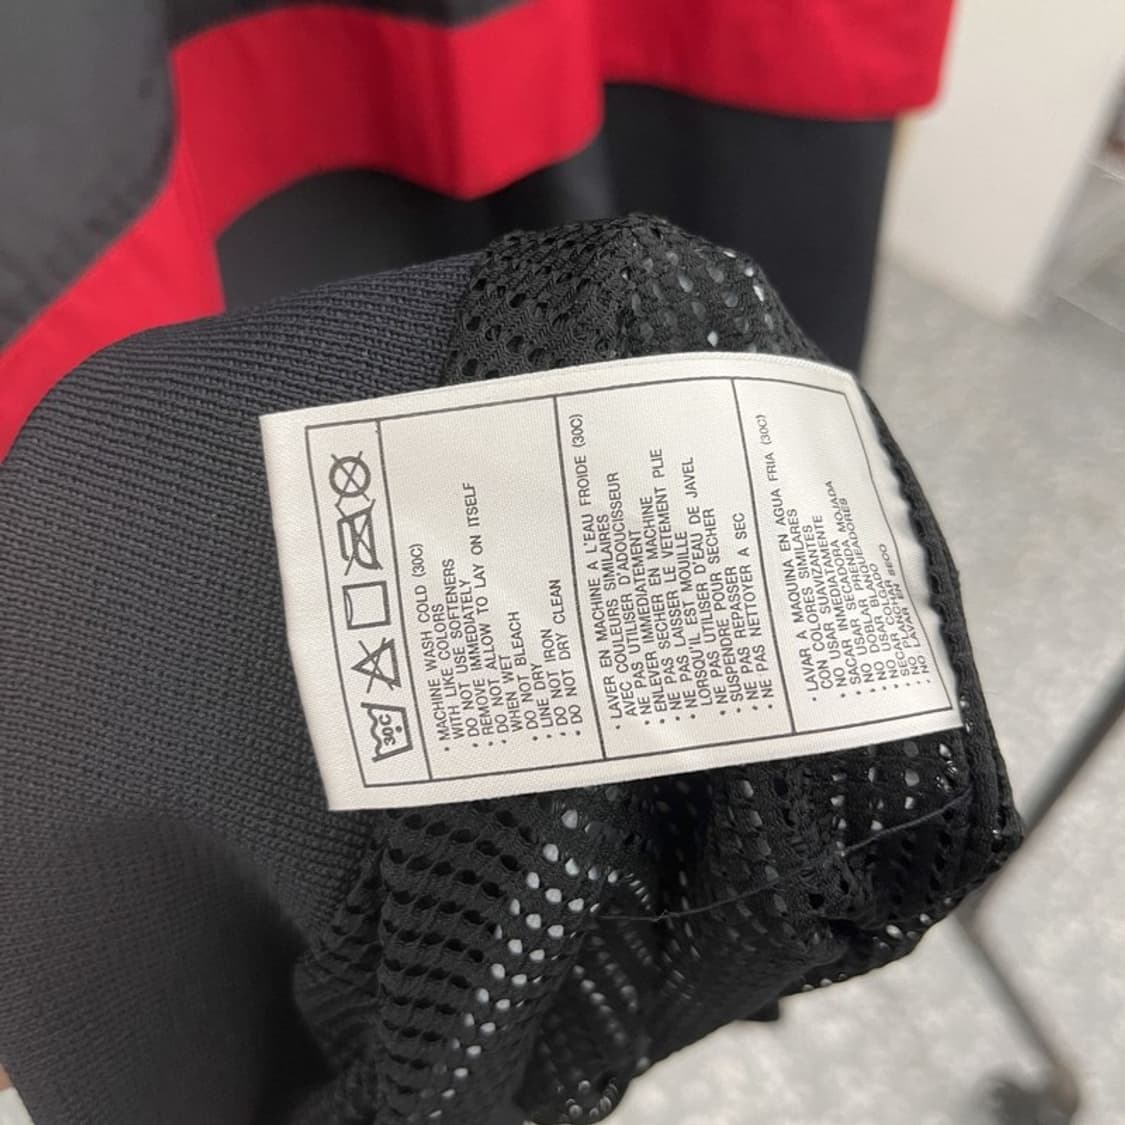 30C
• MACHINE WASH COLD (30C)
WITH LIKE COLORS
• DO NOT USE SOFTENERS
• REMOVE IMMEDIATELY
• DO NOT ALLOW TO LAY ON ITSELF
WHEN WET
• DO NOT BLEACH
• LINE DRY
• DO NOT IRON
• DO NOT DRY CLEAN
• LAVER EN MACHINE A L'EAU FROIDE (30C)
AVEC COULEURS SIMILAIRES
• NE PAS UTILISER D'ADOUCISSEUR
• ENLEVER IMMEDIATEMENT
• NE PAS SECHER EN MACHINE
• NE PAS LAISSER LE VETEMENT PLIE
LORSQU'IL EST MOUILLE
• NE PAS UTILISER D'EAU DE JAVEL
• SUSPENDRE POUR SECHER
• NE PAS REPASSER
• NE PAS NETTOYER A SEC
• LAVAR A MAQUINA EN AGUA FRIA (30C)
CON COLORES SIMILARES
• NO USAR SUAVIZANTES
• SACAR INMEDIATAMENTE
• NO USAR SECADORA
• NO DOBLAR PRENDA MOJADA
• NO USAR BLANQUEADORES
• SECAR COLGADO
• NO PLANCHAR
• NO LAVAR EN SECO